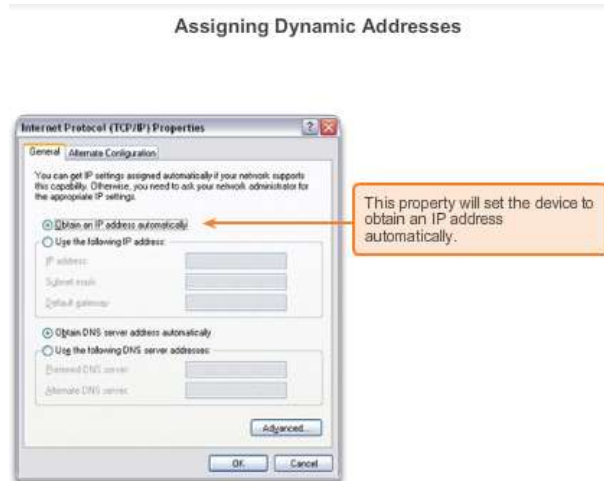 Assigning Dynamic Addresses
Internet Protocol (TCP/IP) Properties
General
Alternate Configuration
You can get IP settings assigned automatically if your network supports
this capability. Otherwise, you need to ask your network administrator for
the appropriate IP settings.
Obtain an IP address automatically
Use the following IP address:
IP address:
Subnet mask:
Default gateway:
Obtain DNS server address automatically
Use the following DNS server addresses:
Preferred DNS server:
Alternate DNS server:
Advanced...
OK
Cancel
This property will set the device to
obtain an IP address
automatically.